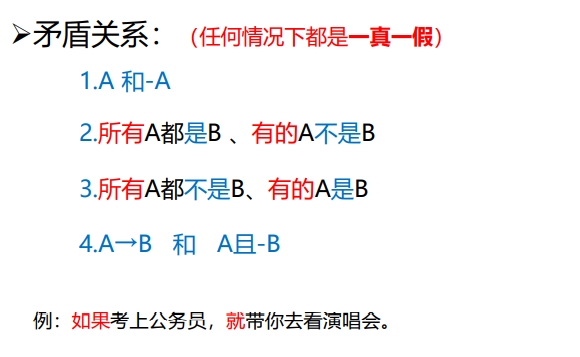 ➢矛盾关系：（任何情况下都是一真一假）
1.A 和-A
2.所有A都是B 、有的A不是B
3.所有A都不是B、有的A是B
4.A→B 和 A且-B
例：如果考上公务员，就带你去看演唱会。